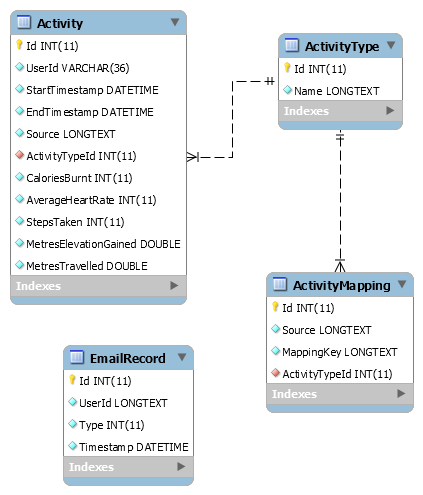 Activity
Id INT(11)
UserId VARCHAR(36)
StartTimestamp DATETIME
EndTimestamp DATETIME
Source LONGTEXT
ActivityTypeId INT(11)
CaloriesBurnt INT(11)
AverageHeartRate INT(11)
StepsTaken INT(11)
MetresElevationGained DOUBLE
MetresTravelled DOUBLE
Indexes
ActivityType
Id INT(11)
Name LONGTEXT
Indexes
ActivityMapping
Id INT(11)
Source LONGTEXT
MappingKey LONGTEXT
ActivityTypeId INT(11)
Indexes
EmailRecord
Id INT(11)
UserId LONGTEXT
Type INT(11)
Timestamp DATETIME
Indexes